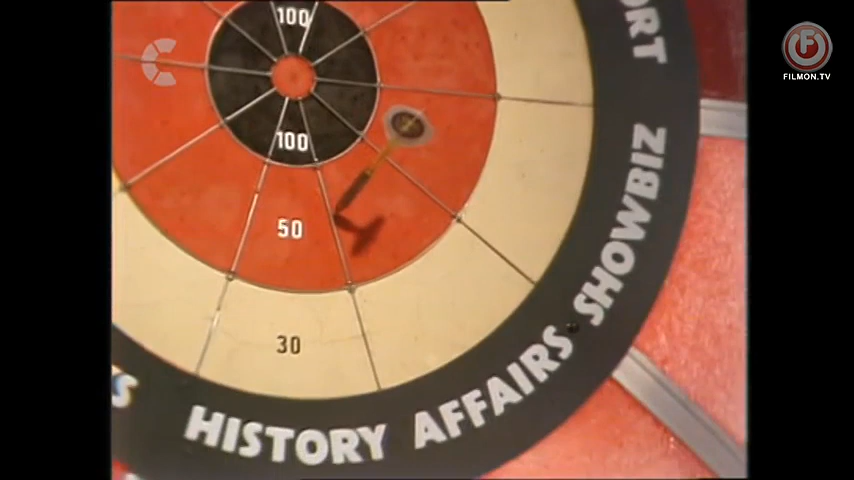 100
FILMON.TV
100
50
30
ORT
SHOWBIZ
AFFAIRS
HISTORY
S